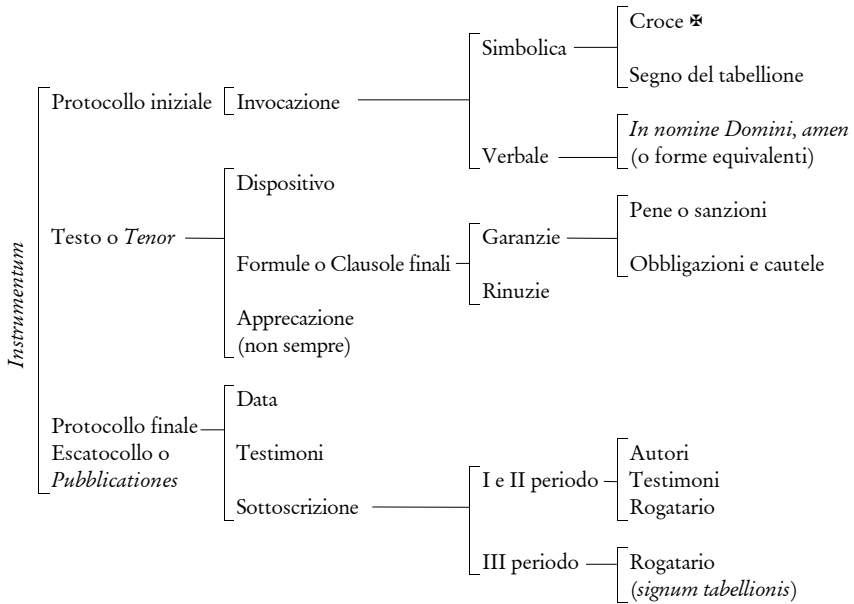 Instrumentum
Protocollo iniziale
Invocazione
Simbolica
Croce ✠
Segno del tabellione
Verbale
In nomine Domini, amen
(o forme equivalenti)
Testo o Tenor
Dispositivo
Formule o Clausole finali
Garanzie
Pene o sanzioni
Obbligazioni e cautele
Rinuzie
Apprecazione
(non sempre)
Protocollo finale
Escatocollo o
Pubblicationes
Data
Testimoni
Sottoscrizione
I e II periodo
Autori
Testimoni
Rogatario
III periodo
Rogatario
(signum tabellionis)